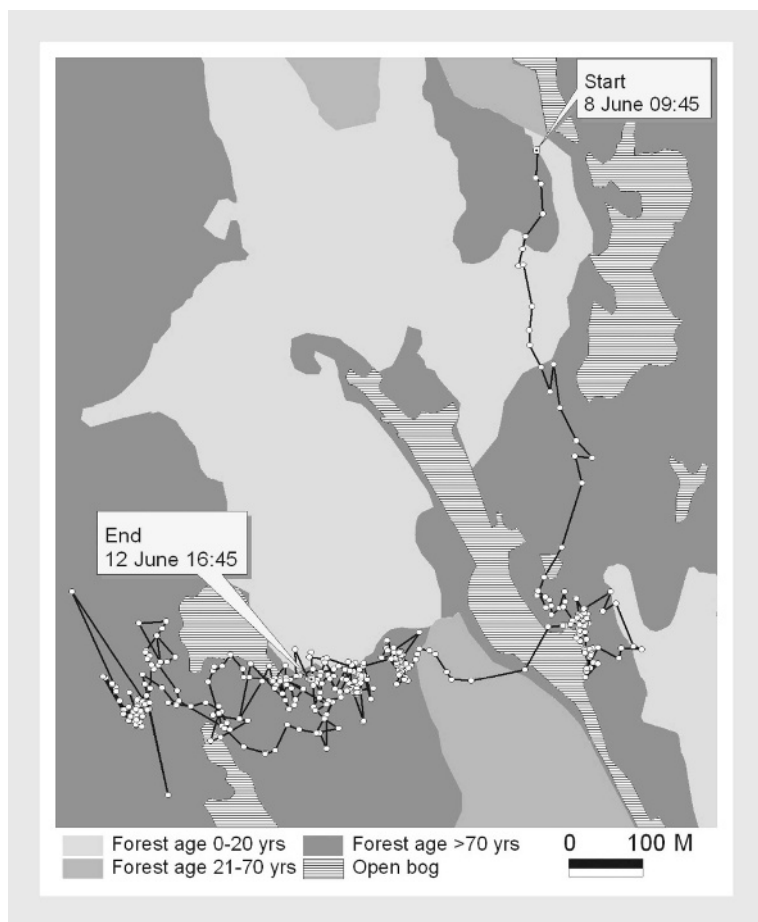 Start
8 June 09:45
End
12 June 16:45
Forest age 0-20 yrs
Forest age >70 yrs
0 100 M
Forest age 21-70 yrs
Open bog